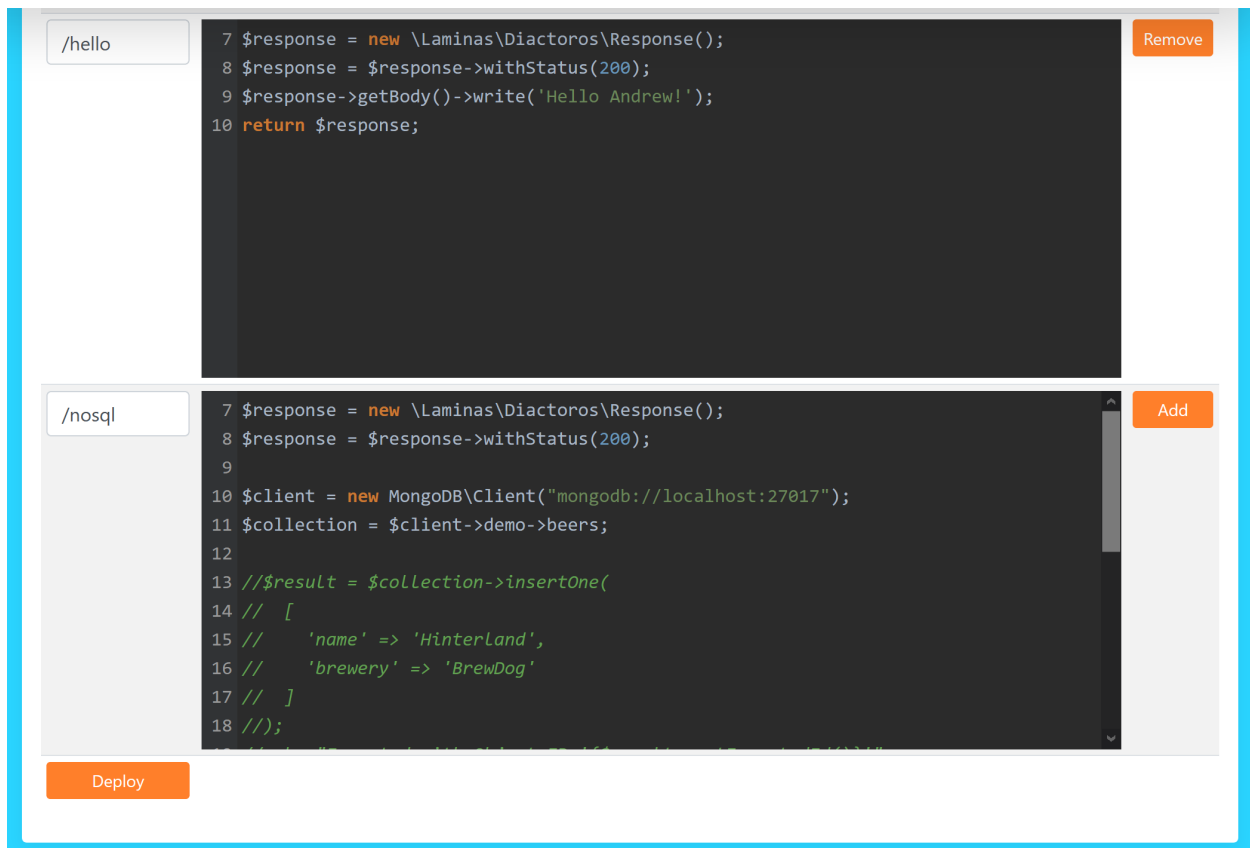 /hello
7 $response = new \Laminas\Diactoros\Response();
8 $response = $response->withStatus(200);
9 $response->getBody()->write('Hello Andrew!');
10 return $response;
Remove
/nosql
7 $response = new \Laminas\Diactoros\Response();
8 $response = $response->withStatus(200);
9
10 $client = new MongoDB\Client("mongodb://localhost:27017");
11 $collection = $client->demo->beers;
12
13 //$result = $collection->insertOne(
14 //  [
15 //    'name' => 'Hinterland',
16 //    'brewery' => 'BrewDog'
17 //  ]
18 //);
Add
Deploy